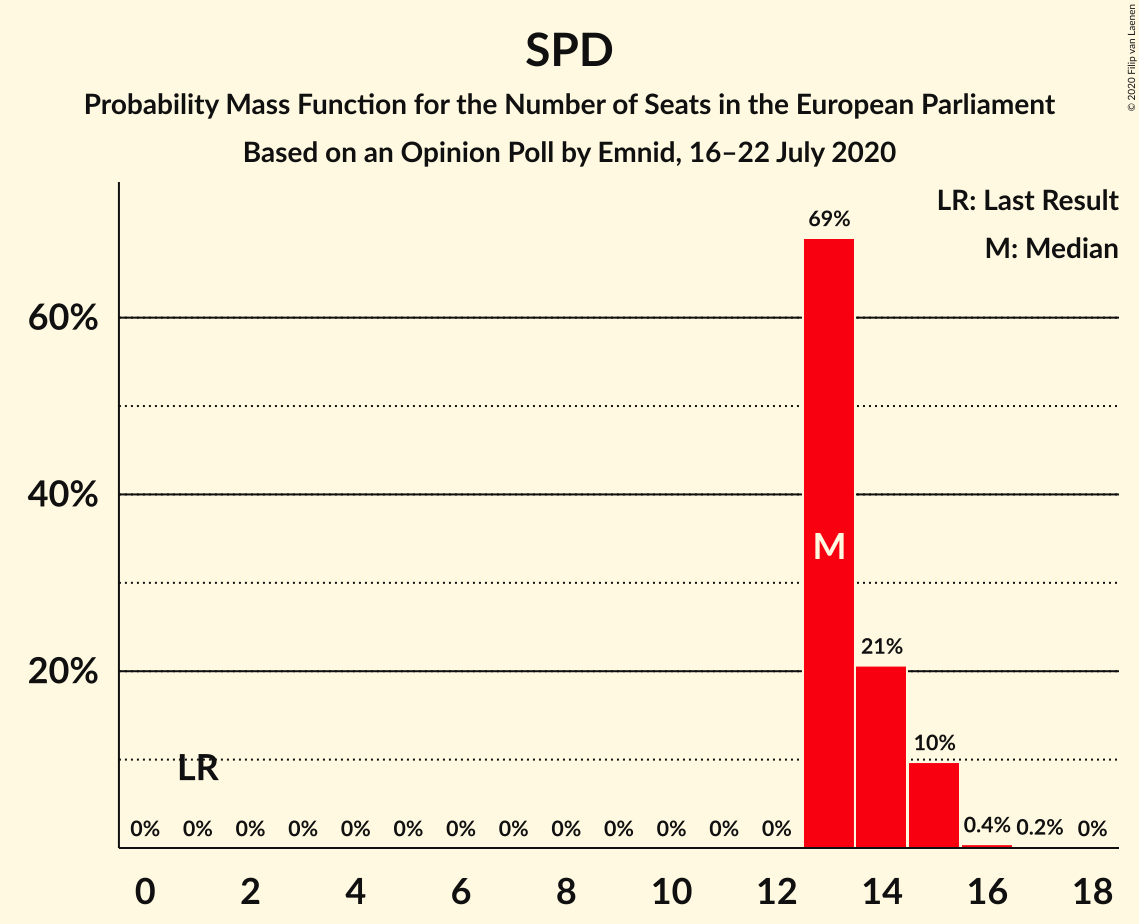 SPD
Probability Mass Function for the Number of Seats in the European Parliament
Based on an Opinion Poll by Emnid, 16–22 July 2020
© 2020 Filip van Laenen
LR: Last Result
M: Median
69%
60%
40%
M
21%
20%
10%
LR
0% 0% 0% 0% 0% 0% 0% 0% 0% 0% 0% 0% 0% 0.4% 0.2% 0%
0 2 4 6 8 10 12 14 16 18